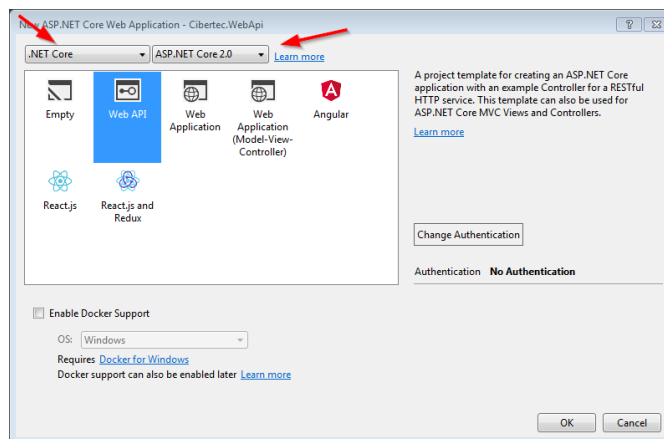 New ASP.NET Core Web Application - Cibertec.WebApi
.NET Core
ASP.NET Core 2.0
Learn more
Empty
Web API
Web
Application
Web
Application
(Model-View-
Controller)
Angular
React.js
React.js and
Redux
A project template for creating an ASP.NET Core
application with an example Controller for a RESTful
HTTP service. This template can also be used for
ASP.NET Core MVC Views and Controllers.
Learn more
Change Authentication
Authentication No Authentication
Enable Docker Support
OS: Windows
Requires Docker for Windows
Docker support can also be enabled later Learn more
OK
Cancel